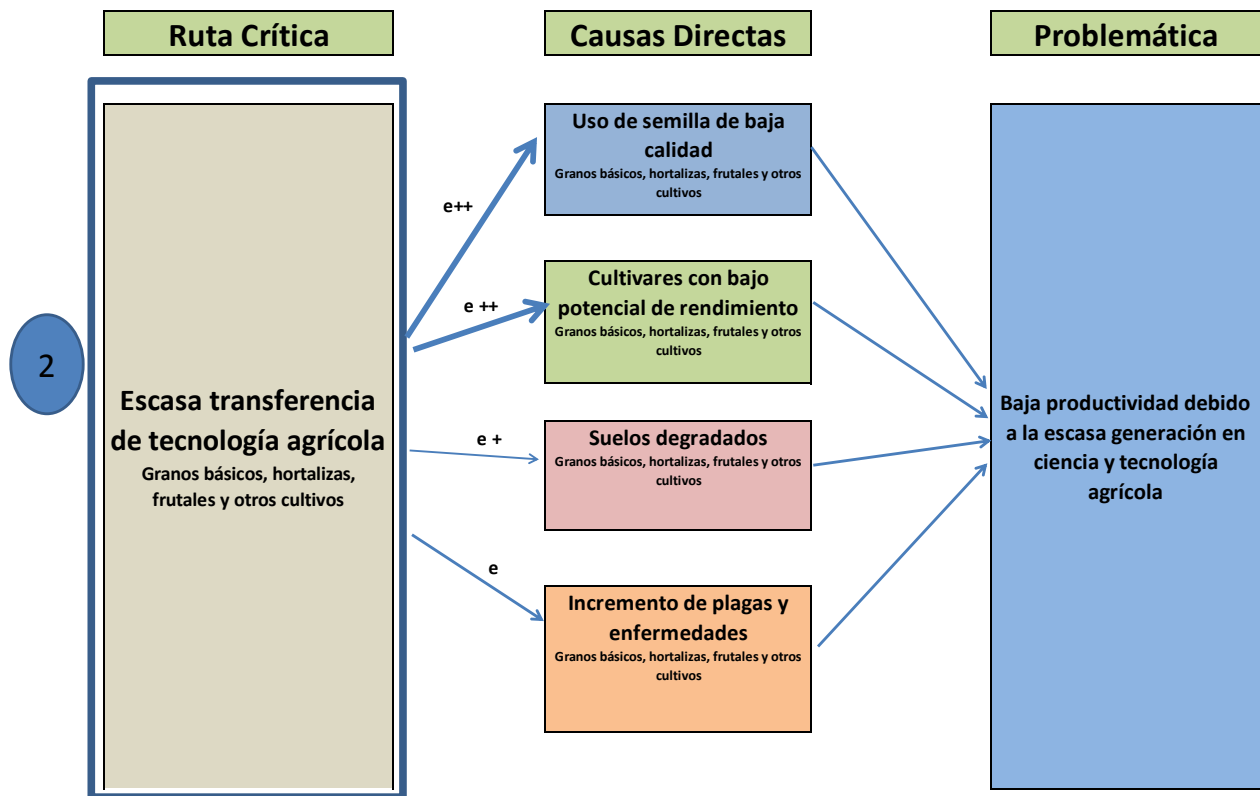 Ruta Crítica
Causas Directas
Problemática
2
Escasa transferencia
de tecnología agrícola
Granos básicos, hortalizas,
frutales y otros cultivos
e++
e ++
e +
e
Uso de semilla de baja
calidad
Granos básicos, hortalizas, frutales y otros
cultivos
Cultivares con bajo
potencial de rendimiento
Granos básicos, hortalizas, frutales y otros
cultivos
Suelos degradados
Granos básicos, hortalizas, frutales y otros
cultivos
Incremento de plagas y
enfermedades
Granos básicos, hortalizas, frutales y otros
cultivos
Baja productividad debido
a la escasa generación en
ciencia y tecnología
agrícola